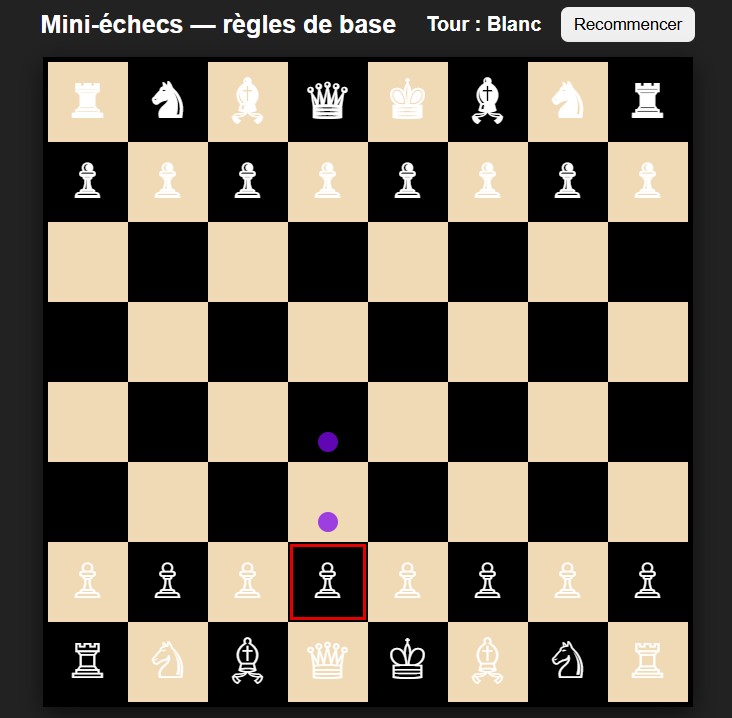 Mini-échecs — règles de base
Tour : Blanc
Recommencer